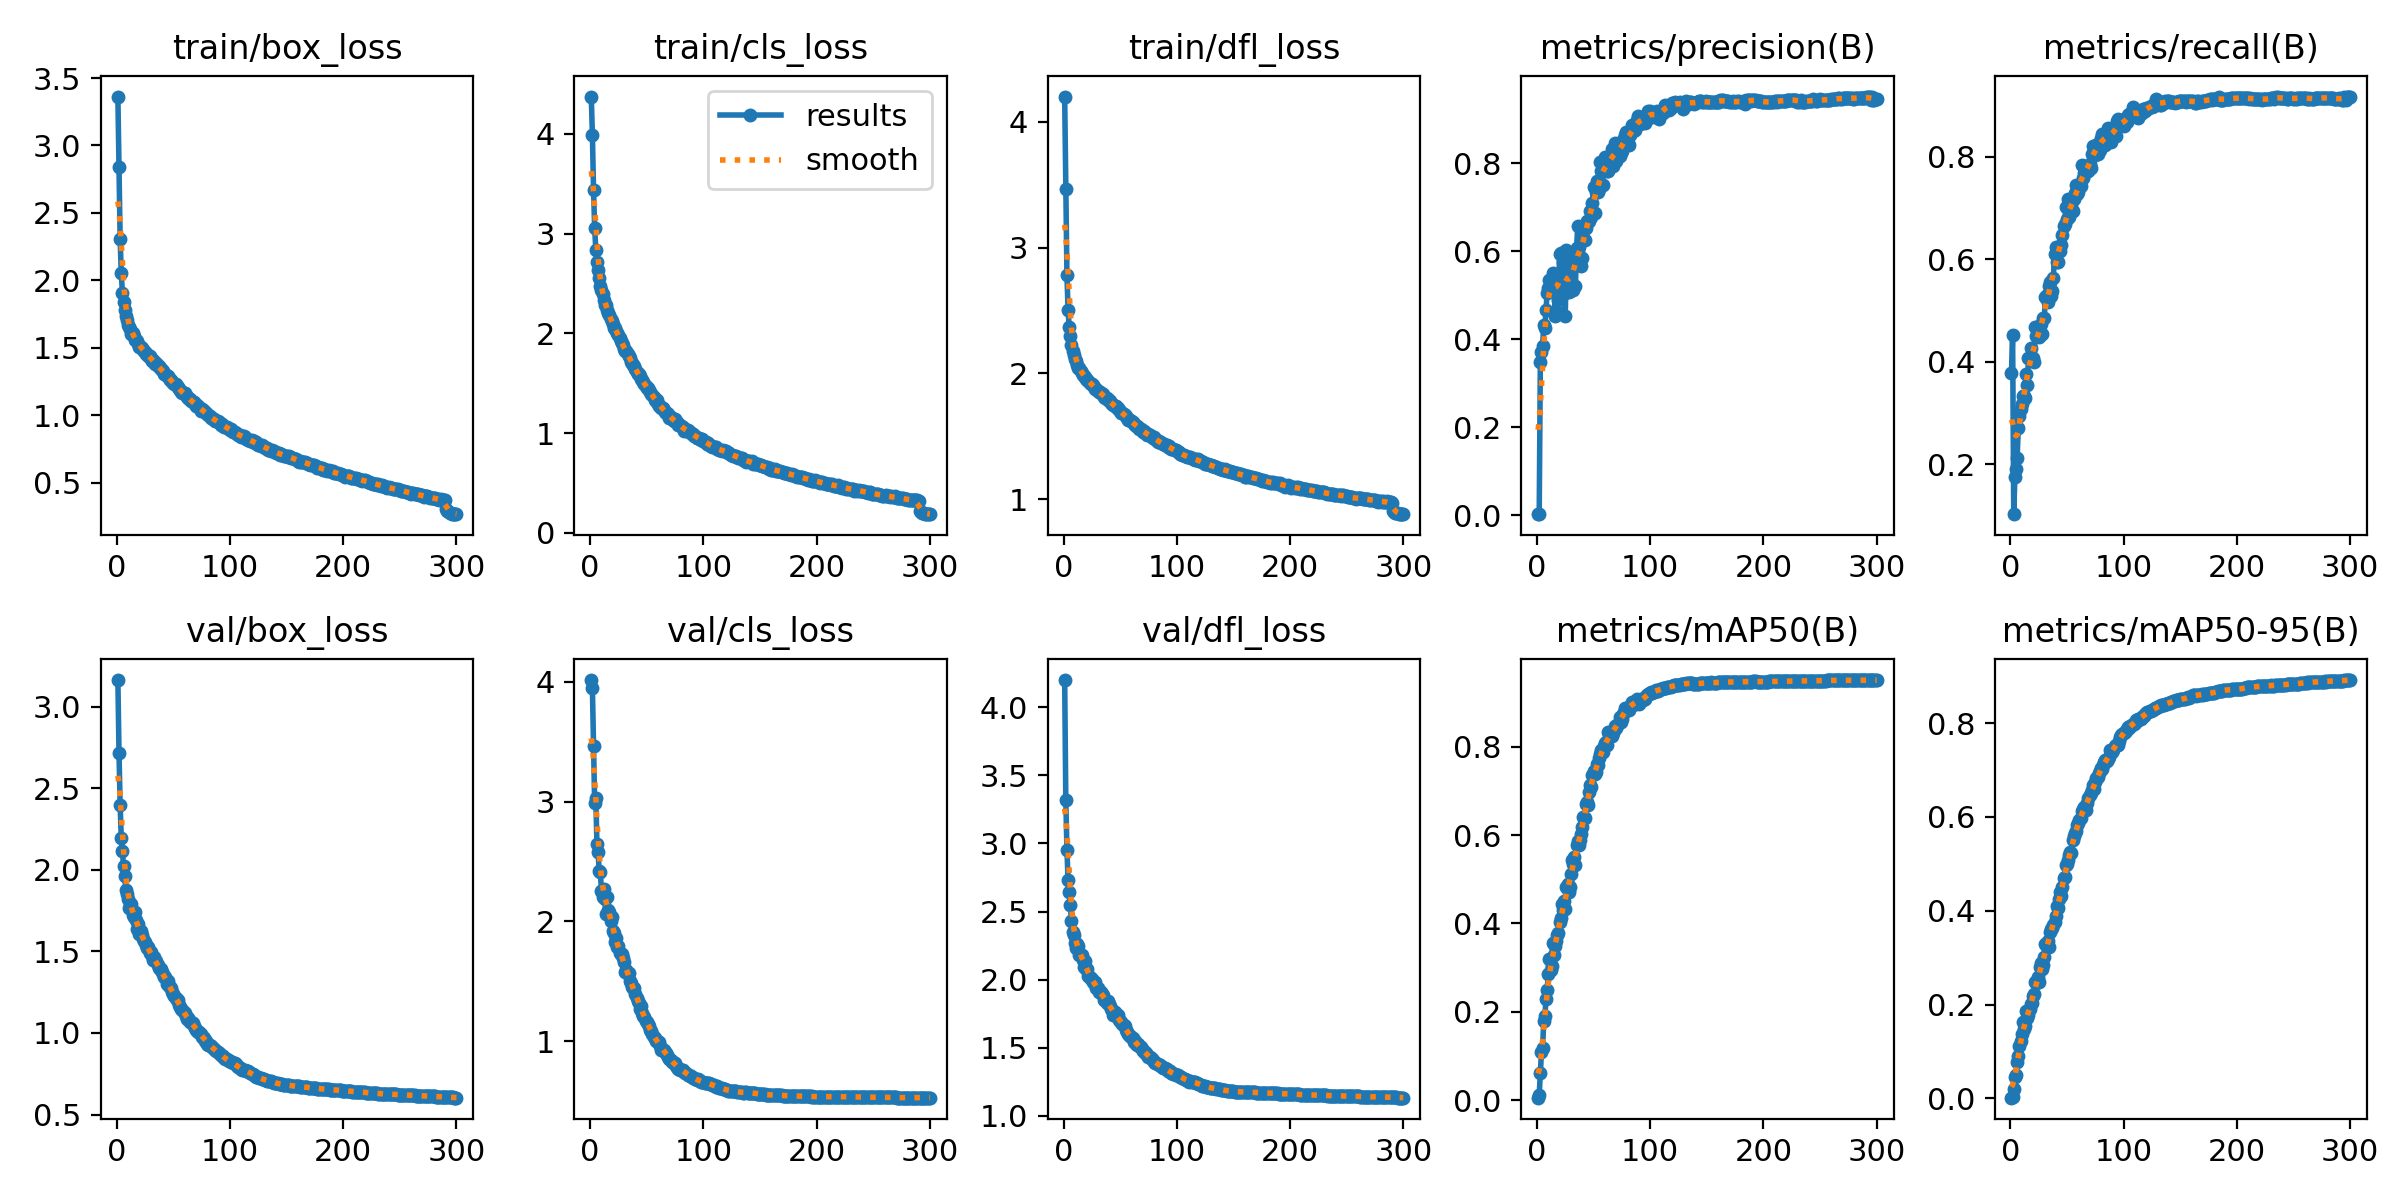 train/box_loss
3.5
3.0
2.5
2.0
1.5
1.0
0.5
0 100 200 300
train/cls_loss
results
smooth
4
3
2
1
0
0 100 200 300
train/dfl_loss
4
3
2
1
0 100 200 300
metrics/precision(B)
0.8
0.6
0.4
0.2
0.0
0 100 200 300
metrics/recall(B)
0.8
0.6
0.4
0.2
0 100 200 300
val/box_loss
3.0
2.5
2.0
1.5
1.0
0.5
0 100 200 300
val/cls_loss
4
3
2
1
0 100 200 300
val/dfl_loss
4.0
3.5
3.0
2.5
2.0
1.5
1.0
0 100 200 300
metrics/mAP50(B)
0.8
0.6
0.4
0.2
0.0
0 100 200 300
metrics/mAP50-95(B)
0.8
0.6
0.4
0.2
0.0
0 100 200 300